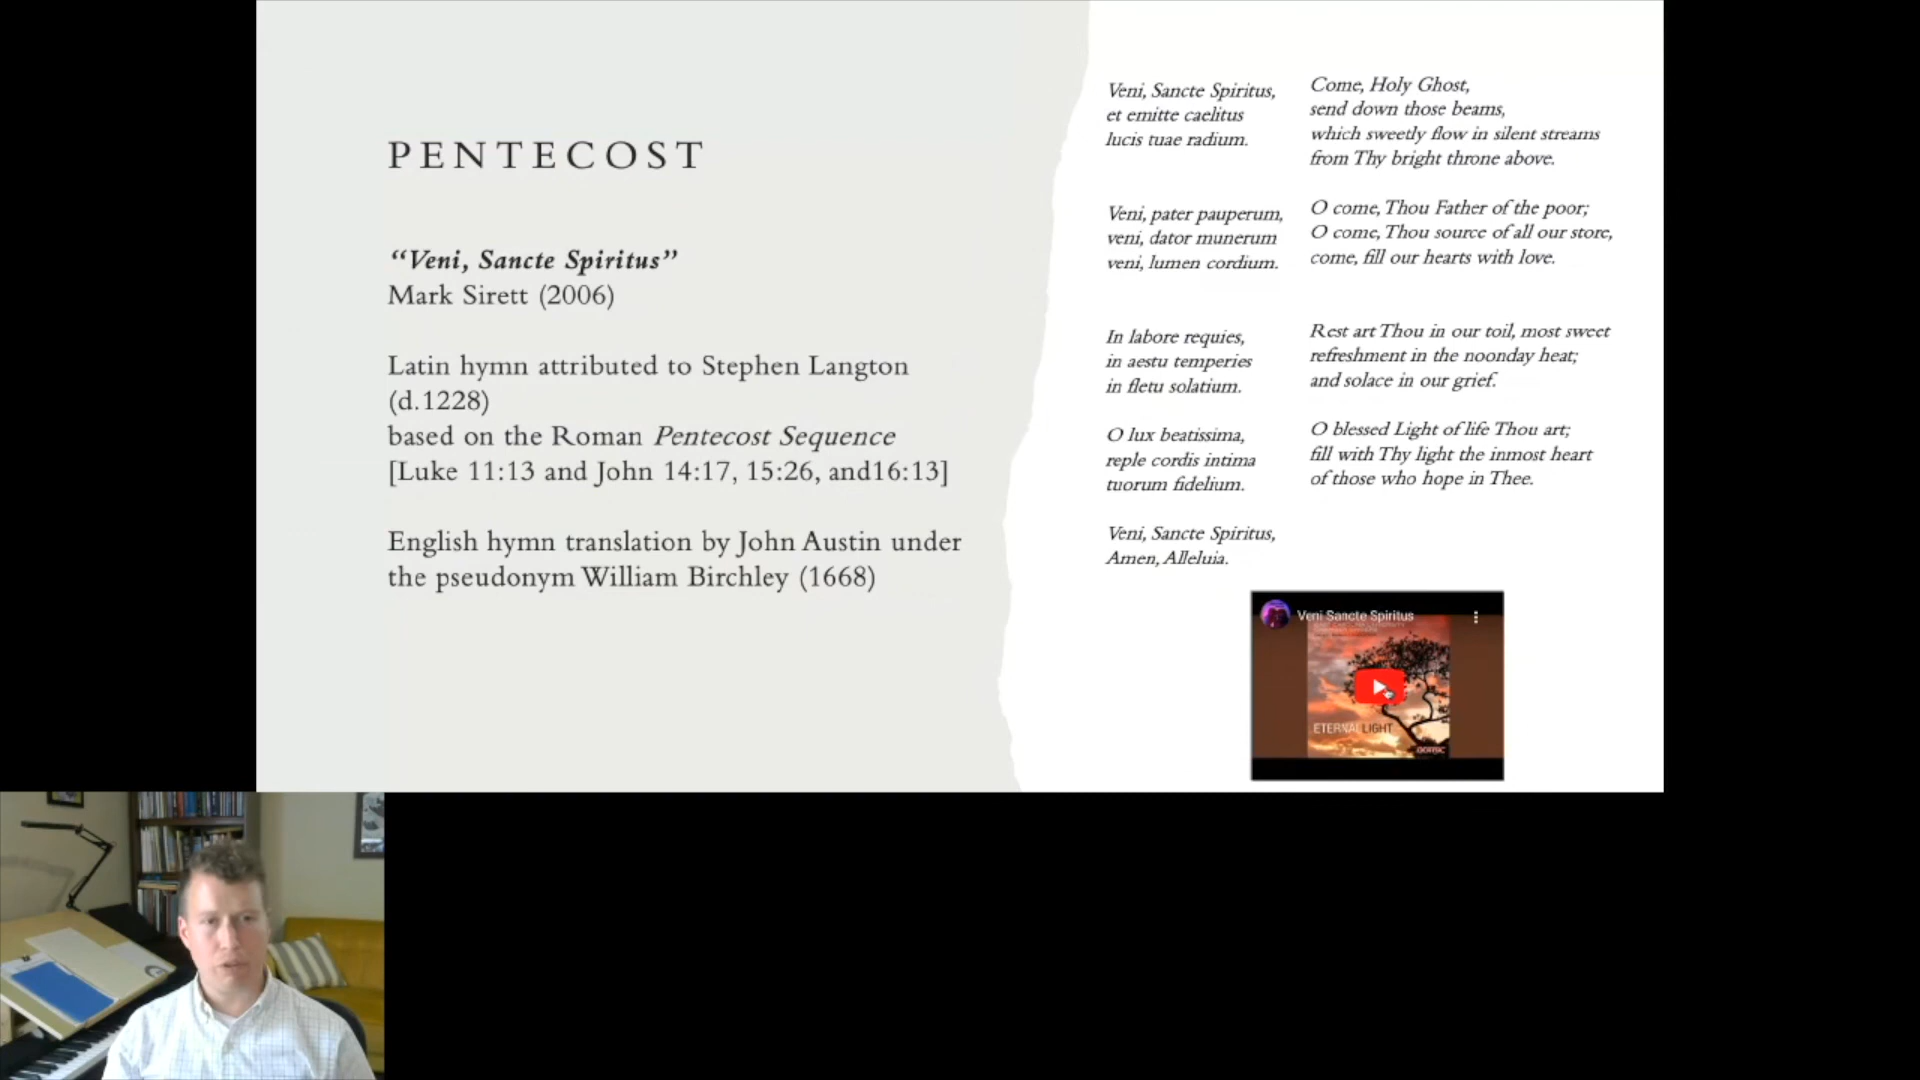 PENTECOST
“Veni, Sancte Spiritus”
Mark Sirett (2006)
Latin hymn attributed to Stephen Langton
(d.1228)
based on the Roman Pentecost Sequence
[Luke 11:13 and John 14:17, 15:26, and16:13]
English hymn translation by John Austin under
the pseudonym William Birchley (1668)
Veni, Sancte Spiritus,
et emitte caelitus
lucis tuae radium.
Veni, pater pauperum,
veni, dator munerum
veni, lumen cordium.
In labore requies,
in aestu temperies
in fletu solatium.
O lux beatissima,
reple cordis intima
tuorum fidelium.
Veni, Sancte Spiritus,
Amen, Alleluia.
Come, Holy Ghost,
send down those beams,
which sweetly flow in silent streams
from Thy bright throne above.
O come, Thou Father of the poor;
O come, Thou source of all our store,
come, fill our hearts with love.
Rest art Thou in our toil, most sweet
refreshment in the noonday heat;
and solace in our grief.
O blessed Light of life Thou art;
fill with Thy light the inmost heart
of those who hope in Thee.
Veni Sancte Spiritus
ETERNAL LIGHT
GOTHIC